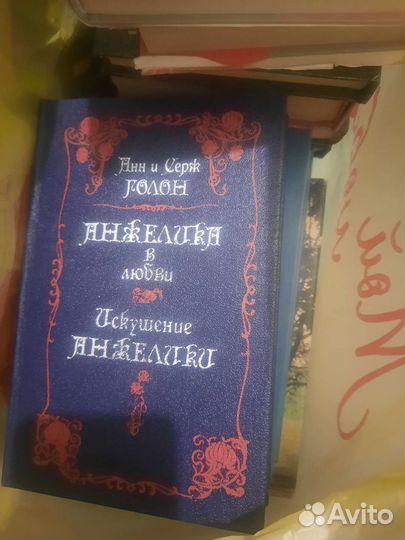 Анн и Серж
ГОЛОН
АНЖЕЛИКА
в
любви
Искушение
АНЖЕЛИКИ
Avito